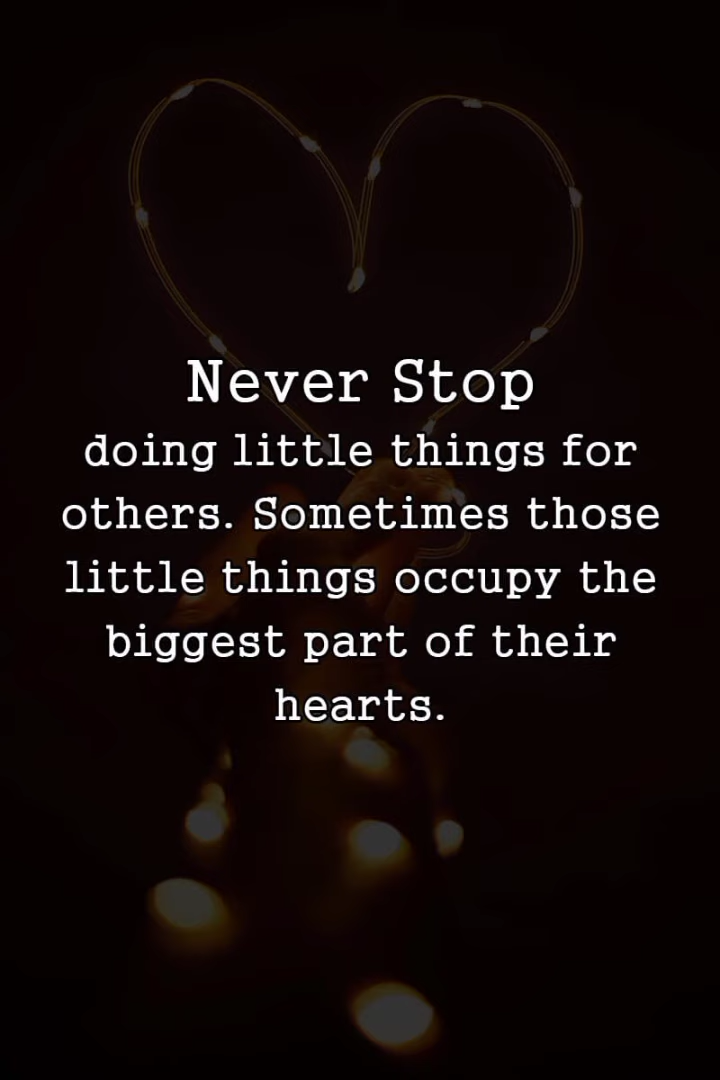 Never Stop
doing little things for
others. Sometimes those
little things occupy the
biggest part of their
hearts.